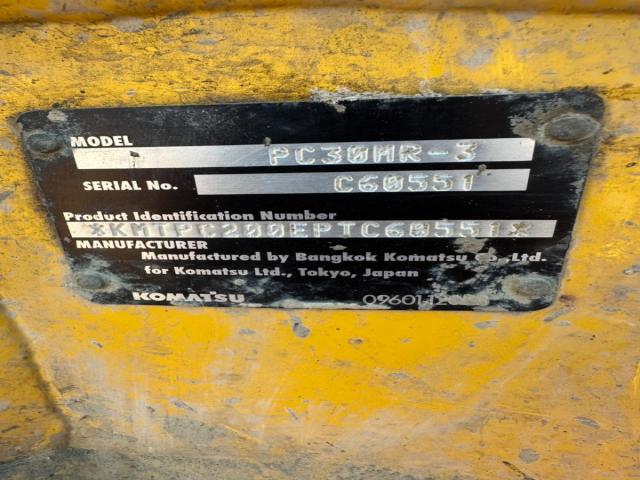 MODEL
PC30MR-3
SERIAL No.
C60551
Product Identification Number
*KMTPC200EPTC60551*
MANUFACTURER
Manufactured by Bangkok Komatsu Co., Ltd.
for Komatsu Ltd., Tokyo, Japan
KOMATSU